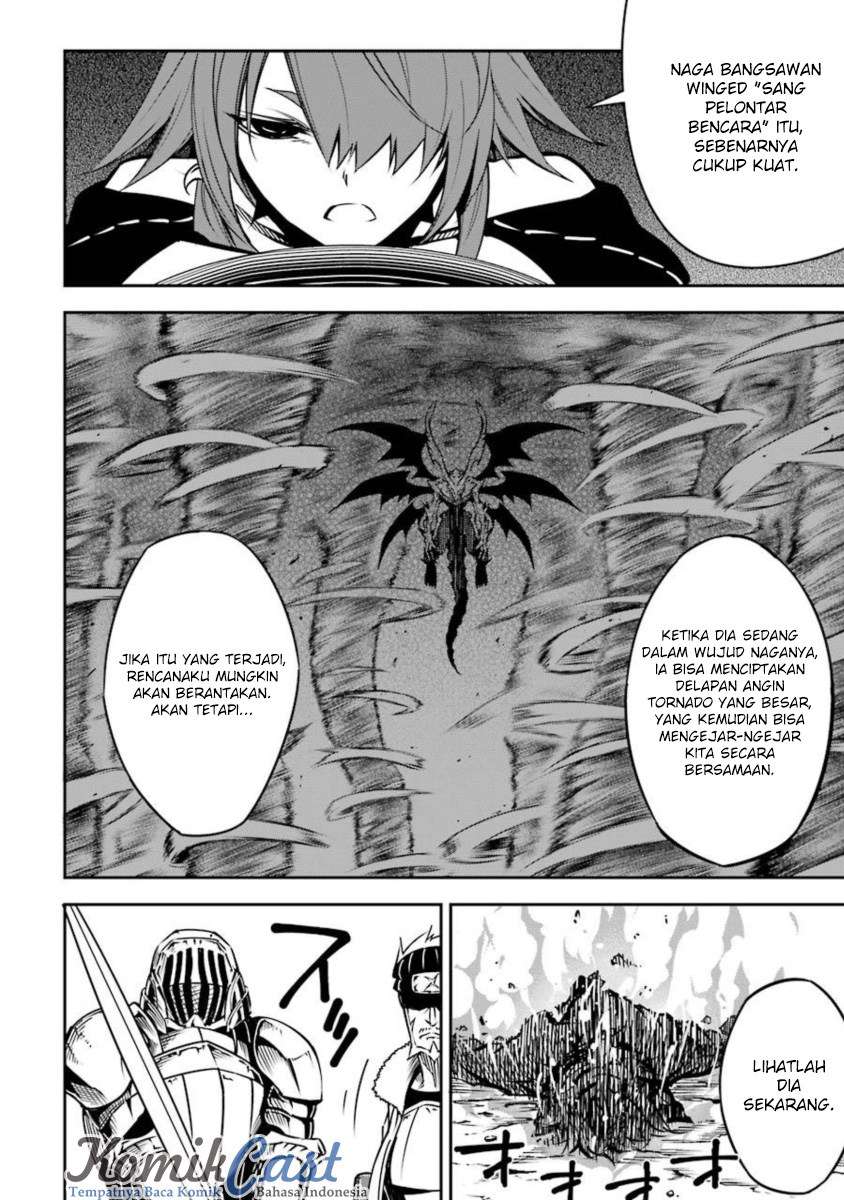 NAGA BANGSAWAN
WINGED "SANG
PELONTAR
BENCARA" ITU,
SEBENARNYA
CUKUP KUAT.
KETIKA DIA SEDANG
DALAM WUJUD NAGANYA,
IA BISA MENCIPTAKAN
DELAPAN ANGIN
TORNADO YANG BESAR,
YANG KEMUDIAN BISA
MENGEJAR-NGEJAR
KITA SECARA
BERSAMAAN.
JIKA ITU YANG TERJADI,
RENCANAKU MUNGKIN
AKAN BERANTAKAN.
AKAN TETAPI...
LIHATLAH
DIA
SEKARANG.
オオオオ
スッ
KomikCast
Tempatnya Baca Komik Bahasa Indonesia